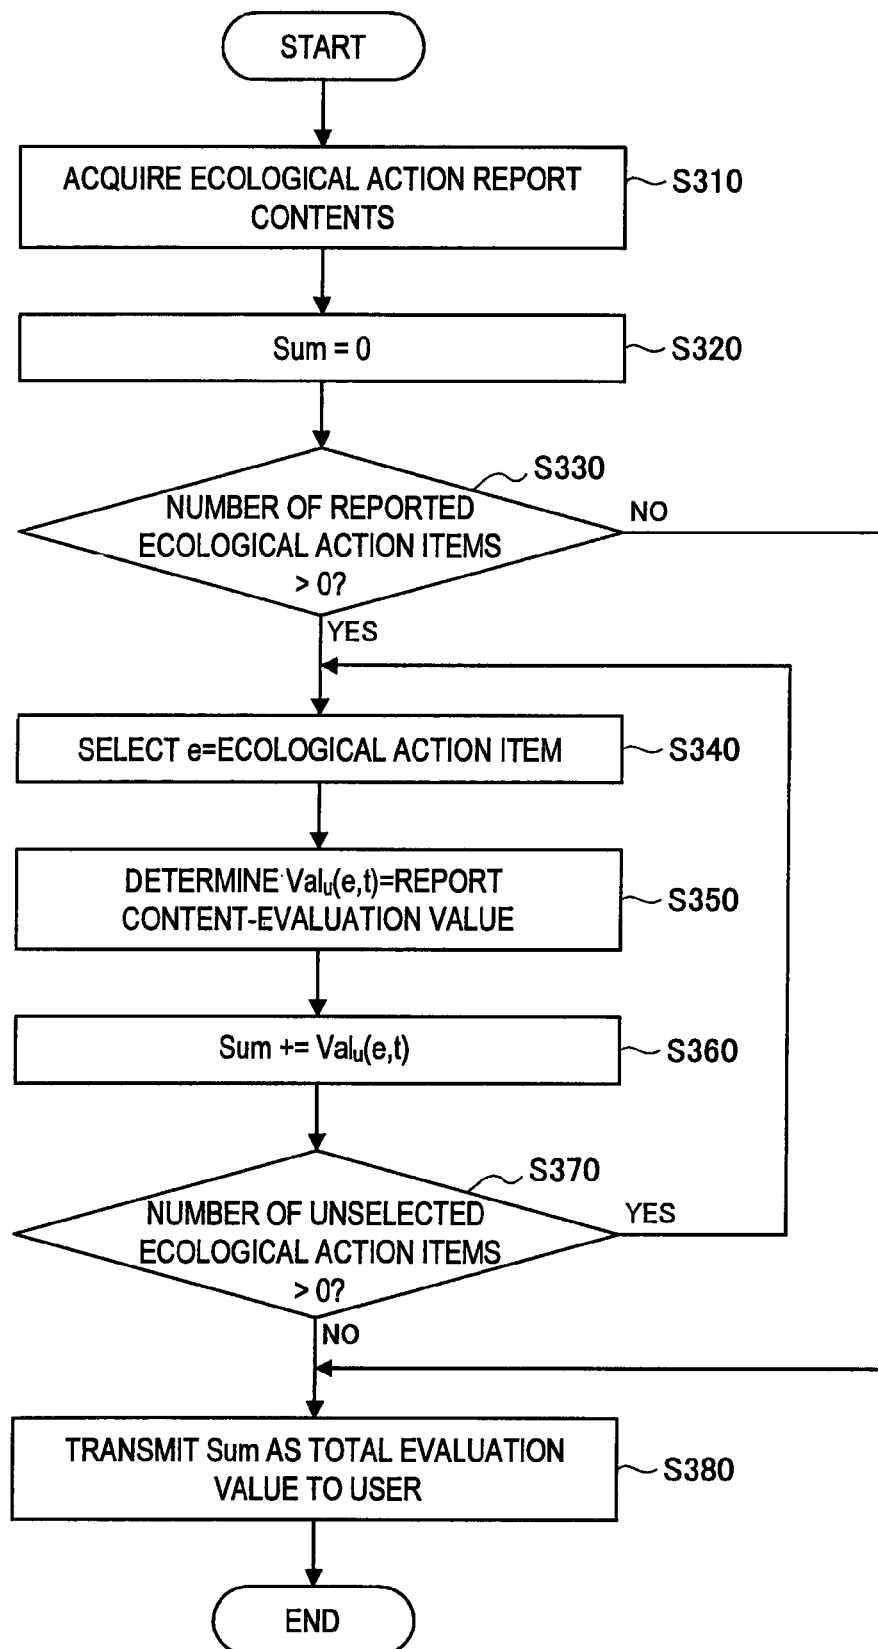 START
ACQUIRE ECOLOGICAL ACTION REPORT
CONTENTS
S310
Sum = 0
S320
S330
NUMBER OF REPORTED
ECOLOGICAL ACTION ITEMS
> 0?
NO
YES
SELECT e=ECOLOGICAL ACTION ITEM
S340
DETERMINE Valu(e,t)=REPORT
CONTENT-EVALUATION VALUE
S350
Sum += Valu(e,t)
S360
S370
NUMBER OF UNSELECTED
ECOLOGICAL ACTION ITEMS
> 0?
YES
NO
TRANSMIT Sum AS TOTAL EVALUATION
VALUE TO USER
S380
END